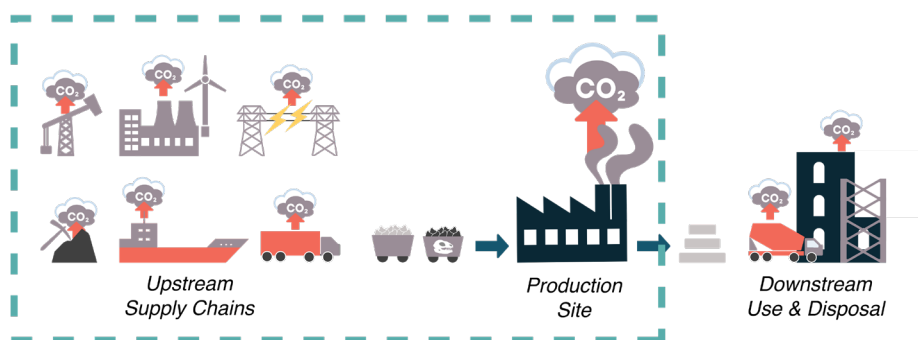 CO₂
CO₂
CO₂
CO₂
CO₂
CO₂
CO₂
CO₂
CO₂
Upstream
Supply Chains
Production
Site
Downstream
Use & Disposal